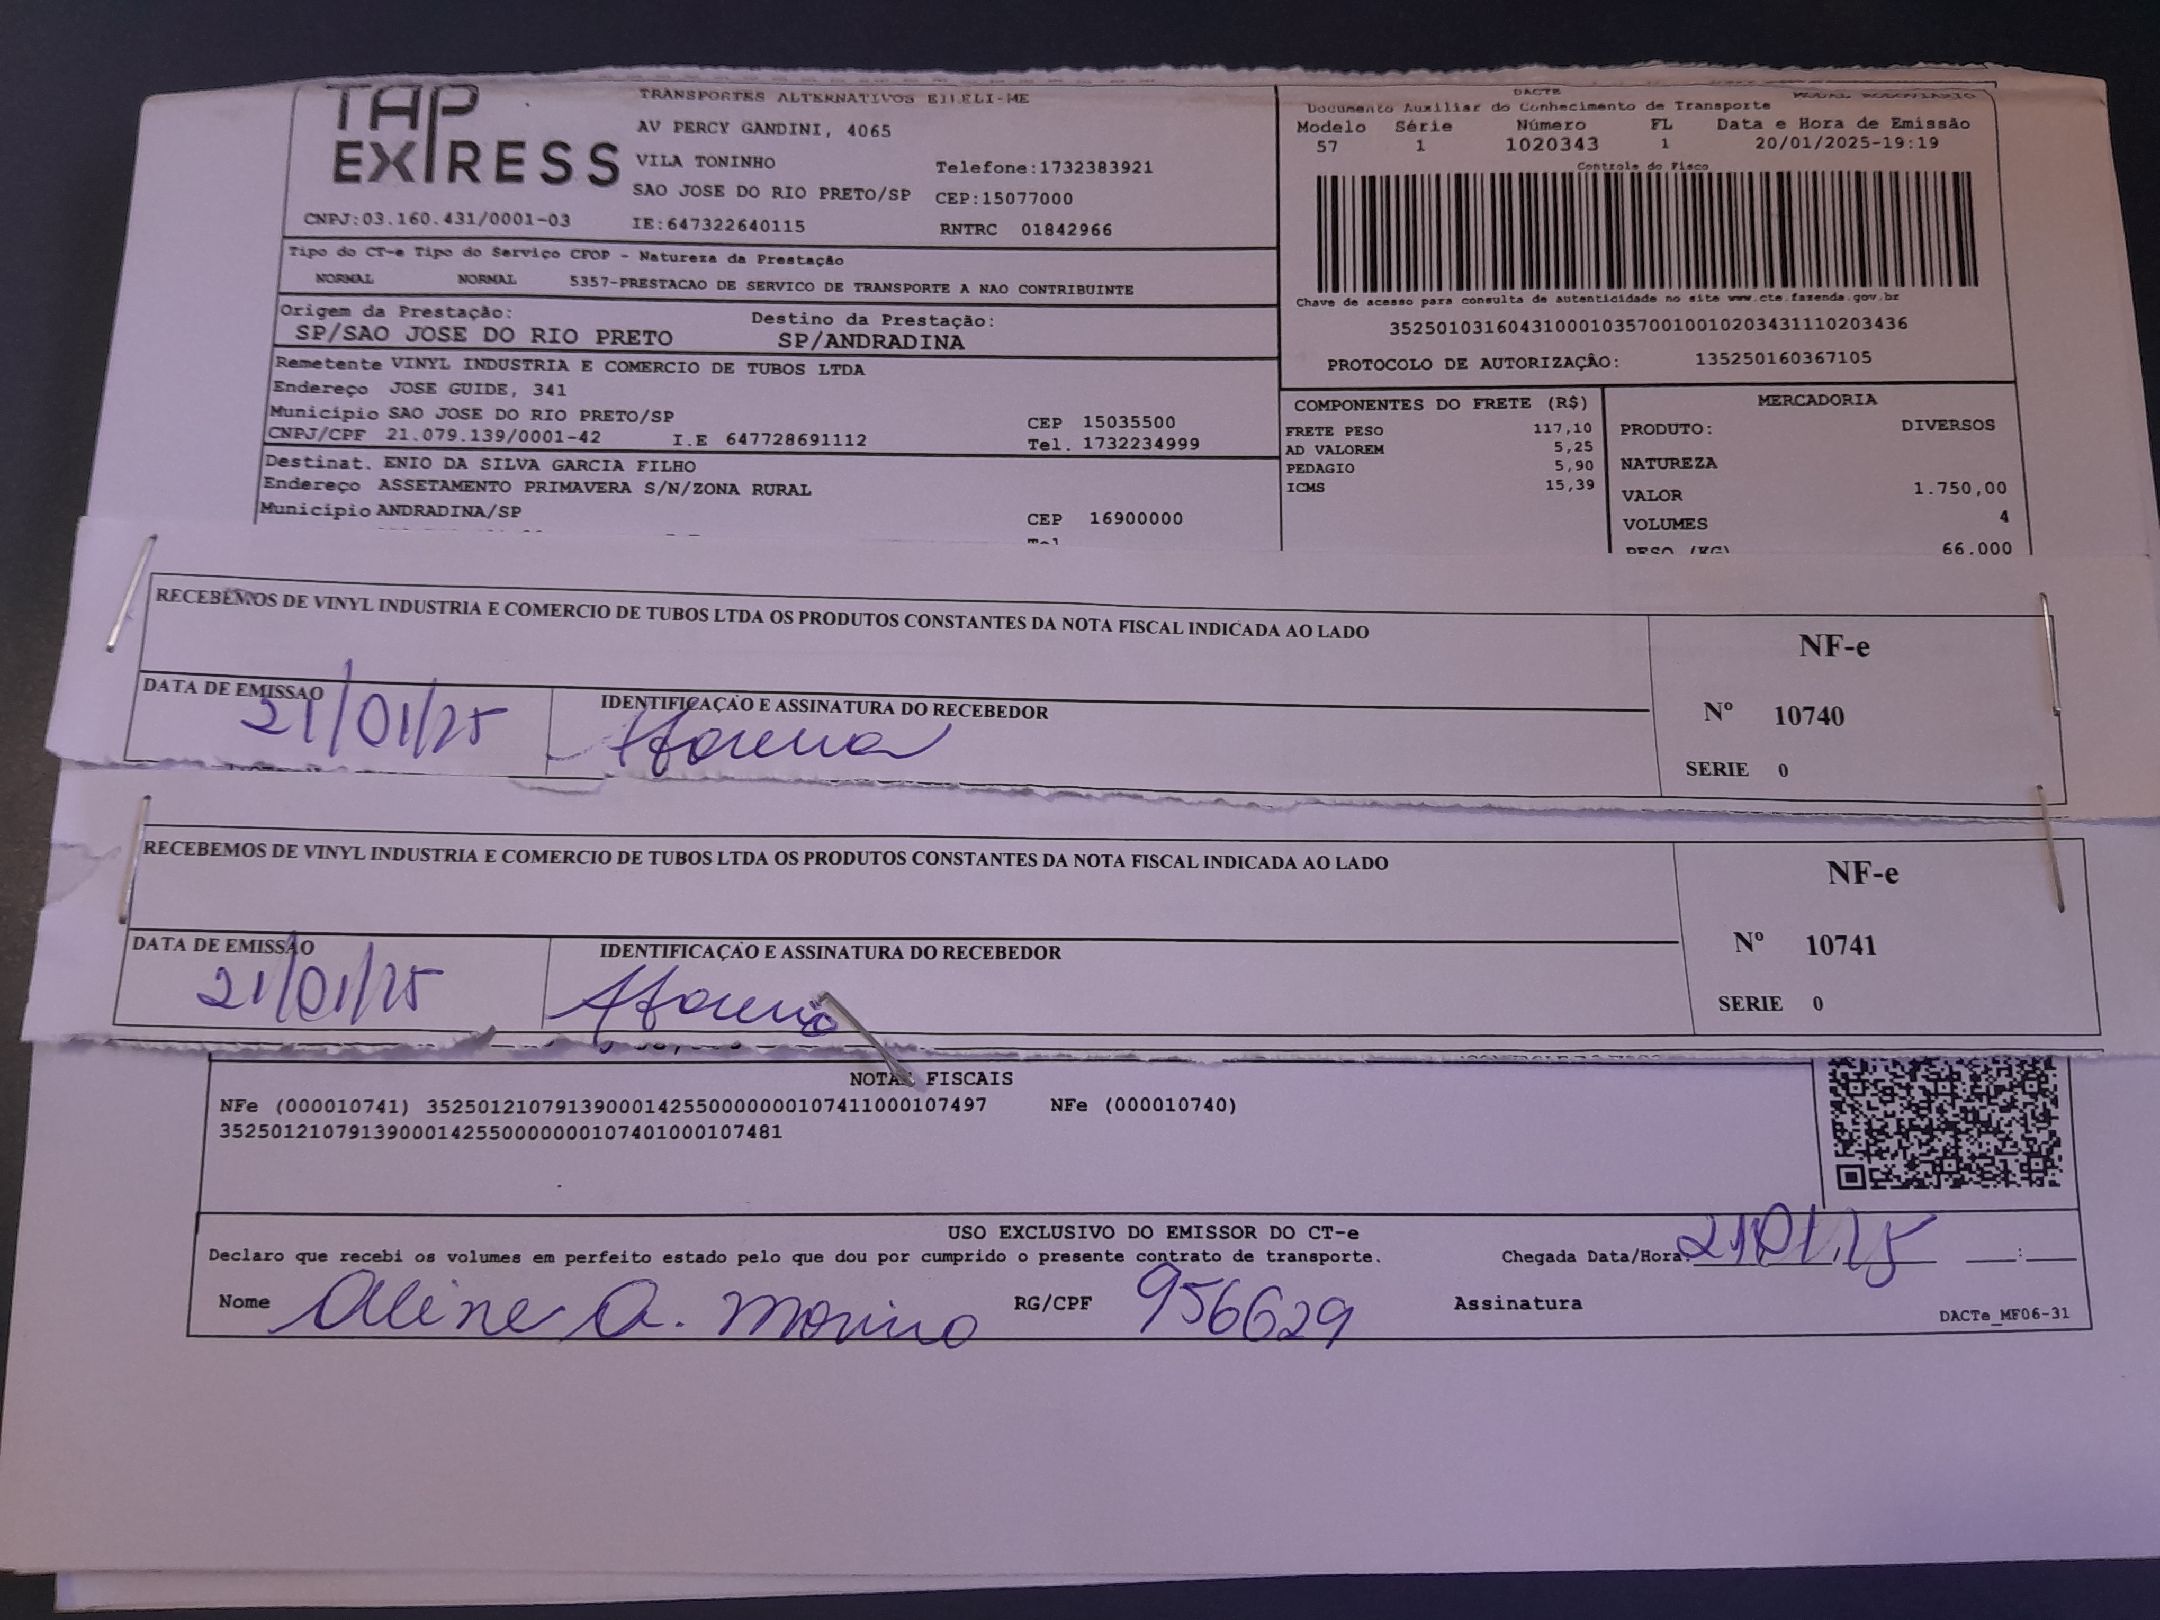 TAP EXPRESS
TRANSPORTES ALTERNATIVOS EIRELI-ME
AV PERCY GANDINI, 4065
VILA TONINHO
Telefone:1732383921
SAO JOSE DO RIO PRETO/SP CEP:15077000
CNPJ:03.160.431/0001-03 IE:647322640115 RNTRC 01842966
Tipo do CT-e Tipo do Serviço CFOP - Natureza da Prestação
NORMAL NORMAL 5357-PRESTACAO DE SERVICO DE TRANSPORTE A NAO CONTRIBUINTE
Origem da Prestação: Destino da Prestação:
SP/SAO JOSE DO RIO PRETO SP/ANDRADINA
Remetente VINYL INDUSTRIA E COMERCIO DE TUBOS LTDA
Endereço JOSE GUIDE, 341
Município SAO JOSE DO RIO PRETO/SP CEP 15035500
CNPJ/CPF 21.079.139/0001-42 I.E 647728691112 Tel. 1732234999
Destinat. ENIO DA SILVA GARCIA FILHO
Endereço ASSETAMENTO PRIMAVERA S/N/ZONA RURAL
Município ANDRADINA/SP CEP 16900000
DACTE MODAL RODOVIARIO
Documento Auxiliar do Conhecimento de Transporte
Modelo Série Número FL Data e Hora de Emissão
57 1 1020343 1 20/01/2025-19:19
Controle do Fisco
Chave de acesso para consulta de autenticidade no site www.cte.fazenda.gov.br
35250103160431000103570010010203431110203436
PROTOCOLO DE AUTORIZAÇÃO: 135250160367105
COMPONENTES DO FRETE (R$)
FRETE PESO 117,10
AD VALOREM 5,25
PEDAGIO 5,90
ICMS 15,39
MERCADORIA
PRODUTO: DIVERSOS
NATUREZA
VALOR 1.750,00
VOLUMES 4
PESO (KG) 66.000
RECEBEMOS DE VINYL INDUSTRIA E COMERCIO DE TUBOS LTDA OS PRODUTOS CONSTANTES DA NOTA FISCAL INDICADA AO LADO
NF-e
Nº 10740
SERIE 0
DATA DE EMISSAO IDENTIFICAÇÃO E ASSINATURA DO RECEBEDOR
21/01/25
RECEBEMOS DE VINYL INDUSTRIA E COMERCIO DE TUBOS LTDA OS PRODUTOS CONSTANTES DA NOTA FISCAL INDICADA AO LADO
NF-e
Nº 10741
SERIE 0
DATA DE EMISSÃO IDENTIFICAÇÃO E ASSINATURA DO RECEBEDOR
21/01/25
NOTAS FISCAIS
NFe (000010741) 35250121079139000142550000000107411000107497 NFe (000010740)
35250121079139000142550000000107401000107481
USO EXCLUSIVO DO EMISSOR DO CT-e
Declaro que recebi os volumes em perfeito estado pelo que dou por cumprido o presente contrato de transporte. Chegada Data/Hora: 21 01 25
Nome Aline A. Marino RG/CPF 956629 Assinatura
DACTe_MF06-31